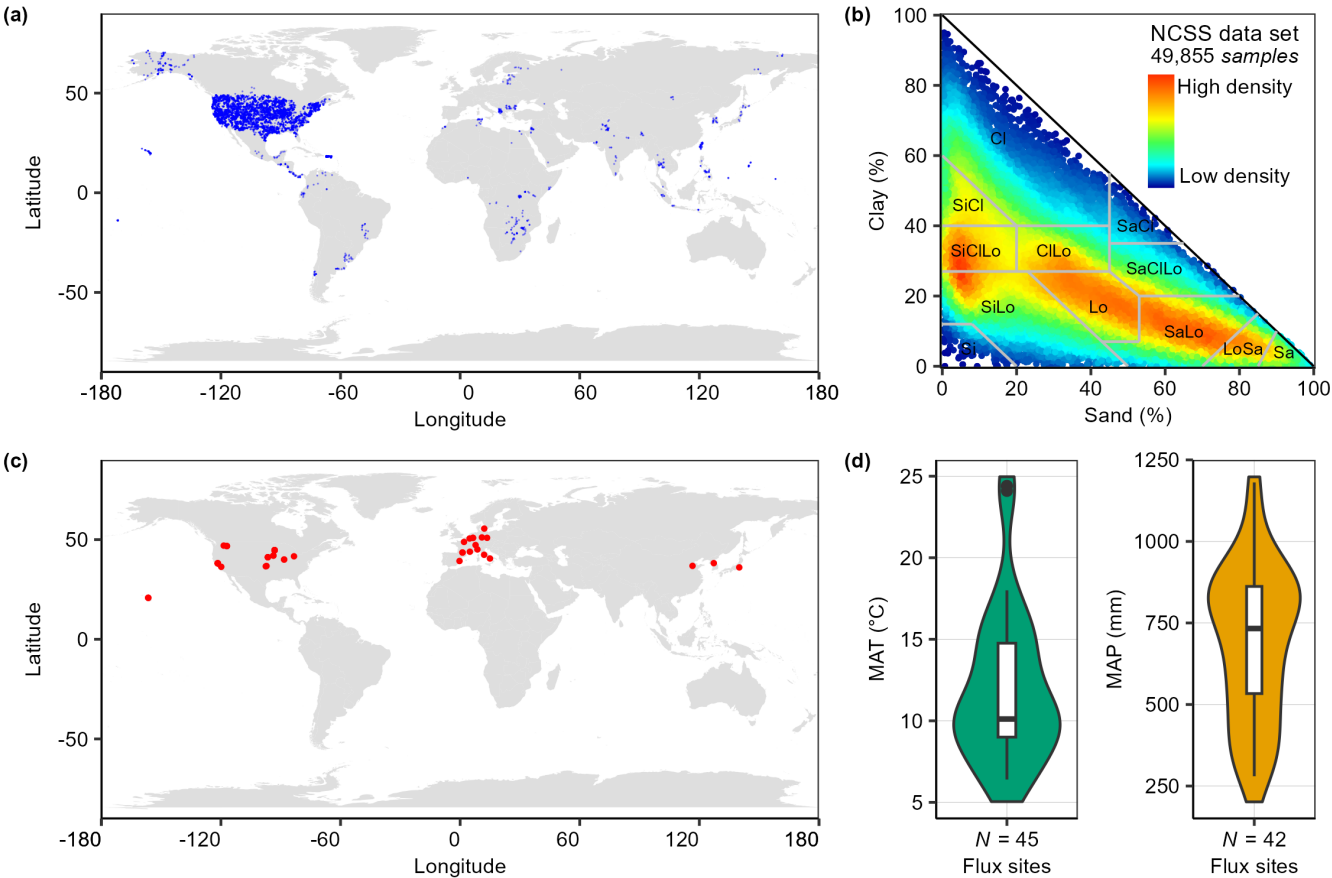 (a)
50
0
-50
Latitude
-180
-120
-60
0
60
120
180
Longitude
(b)
100
80
60
40
20
0
Clay (%)
NCSS data set
49,855 samples
High density
Low density
Cl
SiCl
SaCl
SiClLo
ClLo
SaClLo
SiLo
Lo
SaLo
Si
LoSa
Sa
0
20
40
60
80
100
Sand (%)
(c)
50
0
-50
Latitude
-180
-120
-60
0
60
120
180
Longitude
(d)
25
20
15
10
5
MAT (°C)
N = 45
Flux sites
1250
1000
750
500
250
MAP (mm)
N = 42
Flux sites